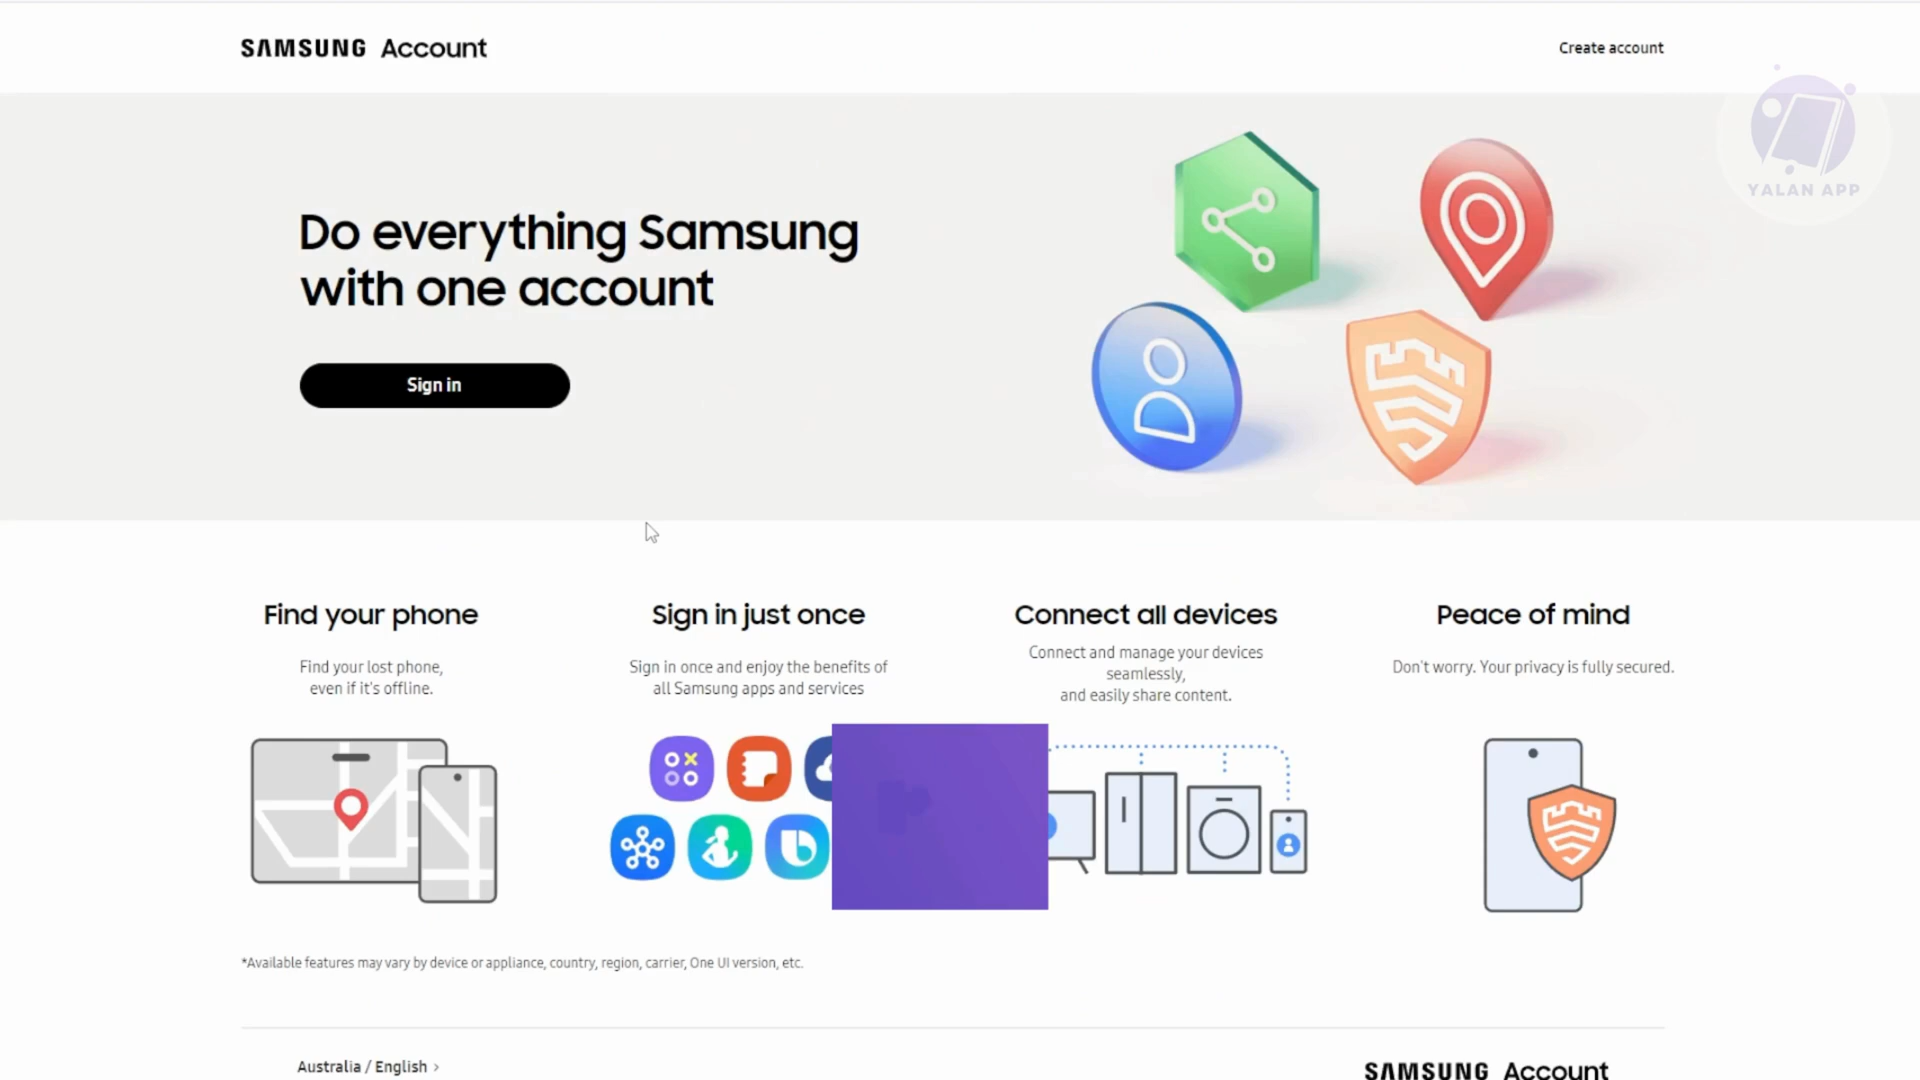 SAMSUNG Account
Create account
YALAN APP
Do everything Samsung
with one account
Sign in
Find your phone
Find your lost phone,
even if it's offline.
Sign in just once
Sign in once and enjoy the benefits of
all Samsung apps and services
Connect all devices
Connect and manage your devices
seamlessly,
and easily share content.
Peace of mind
Don't worry. Your privacy is fully secured.
*Available features may vary by device or appliance, country, region, carrier, One UI version, etc.
Australia / English >
SAMSUNG Account